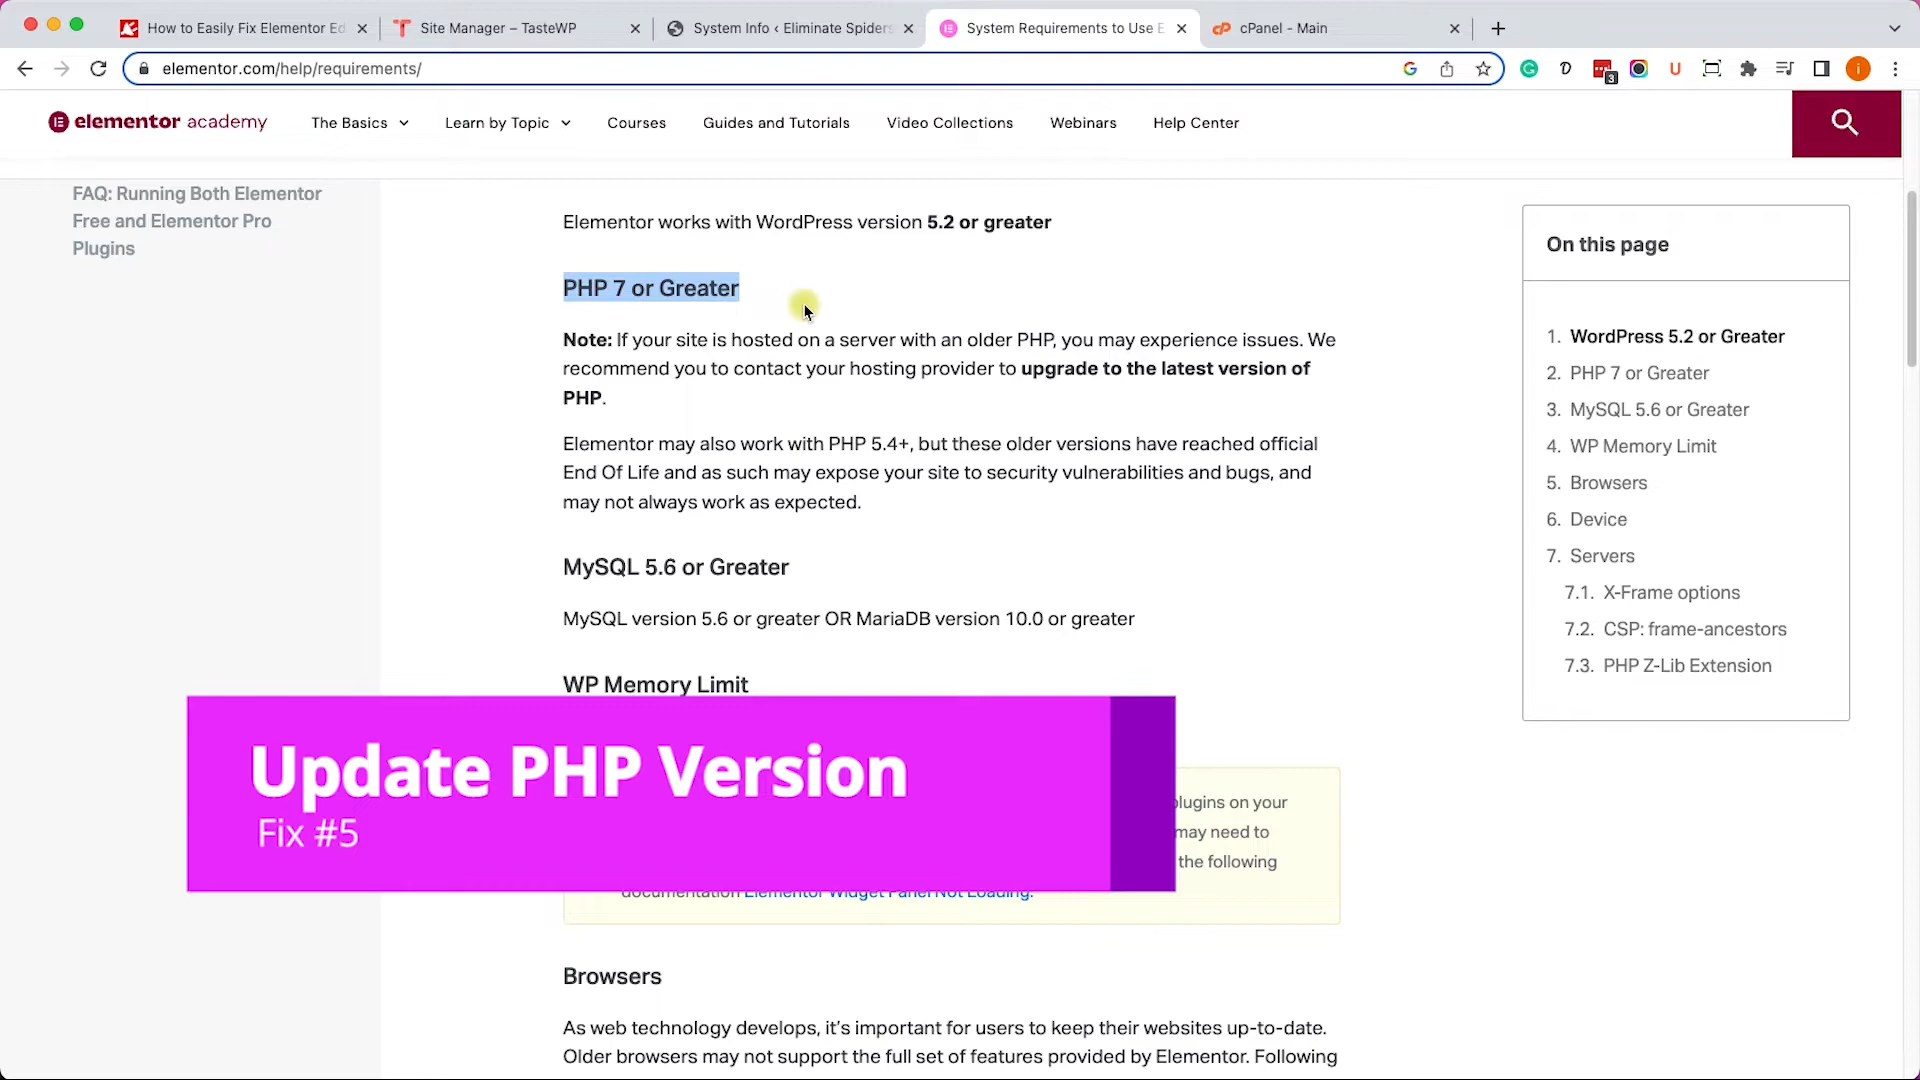 How to Easily Fix Elementor Ed
Site Manager – TasteWP
System Info ‹ Eliminate Spiders
System Requirements to Use E
cPanel - Main
elementor.com/help/requirements/
3
i
elementor academy
The Basics
Learn by Topic
Courses
Guides and Tutorials
Video Collections
Webinars
Help Center
FAQ: Running Both Elementor
Free and Elementor Pro
Plugins
Elementor works with WordPress version 5.2 or greater
PHP 7 or Greater
Note: If your site is hosted on a server with an older PHP, you may experience issues. We
recommend you to contact your hosting provider to upgrade to the latest version of
PHP.
Elementor may also work with PHP 5.4+, but these older versions have reached official
End Of Life and as such may expose your site to security vulnerabilities and bugs, and
may not always work as expected.
MySQL 5.6 or Greater
MySQL version 5.6 or greater OR MariaDB version 10.0 or greater
WP Memory Limit
Update PHP Version
Fix #5
plugins on your
may need to
the following
documentation Elementor Widget Panel Not Loading.
Browsers
As web technology develops, it's important for users to keep their websites up-to-date.
Older browsers may not support the full set of features provided by Elementor. Following
On this page
1. WordPress 5.2 or Greater
2. PHP 7 or Greater
3. MySQL 5.6 or Greater
4. WP Memory Limit
5. Browsers
6. Device
7. Servers
7.1. X-Frame options
7.2. CSP: frame-ancestors
7.3. PHP Z-Lib Extension